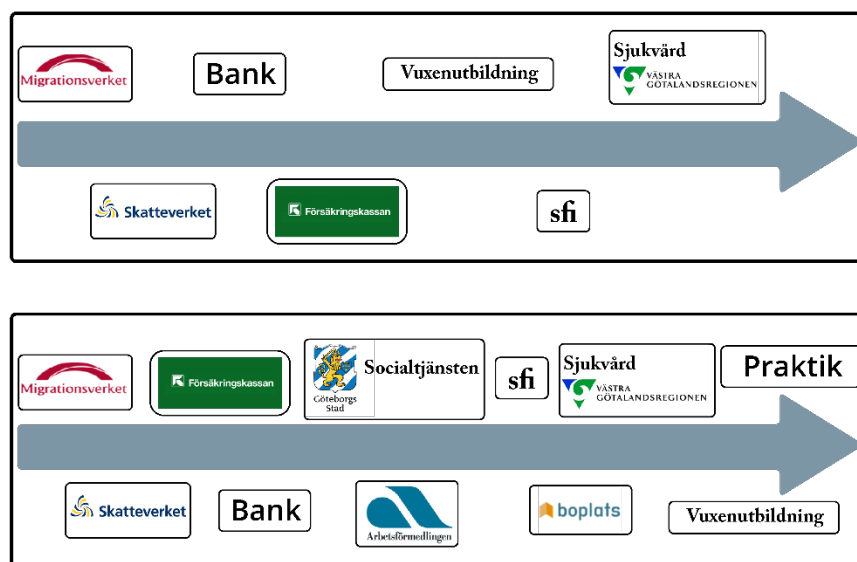 Migrationsverket
Bank
Vuxenutbildning
Sjukvård
VÄSTRA
GÖTALANDSREGIONEN
Skatteverket
Försäkringskassan
sfi
Migrationsverket
Försäkringskassan
Göteborgs
Stad
Socialtjänsten
sfi
Sjukvård
VÄSTRA
GÖTALANDSREGIONEN
Praktik
Skatteverket
Bank
Arbetsförmedlingen
boplats
Vuxenutbildning